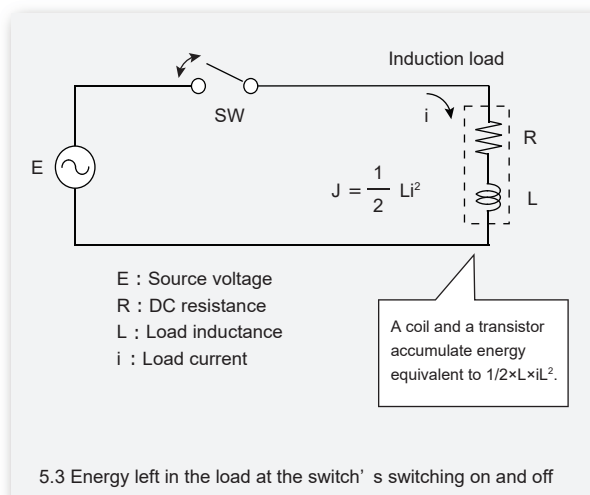 Induction load
SW
i
R
E
J = 1/2 Li²
L
E : Source voltage
R : DC resistance
L : Load inductance
i : Load current
A coil and a transistor
accumulate energy
equivalent to 1/2×L×iL².
5.3 Energy left in the load at the switch’ s switching on and off